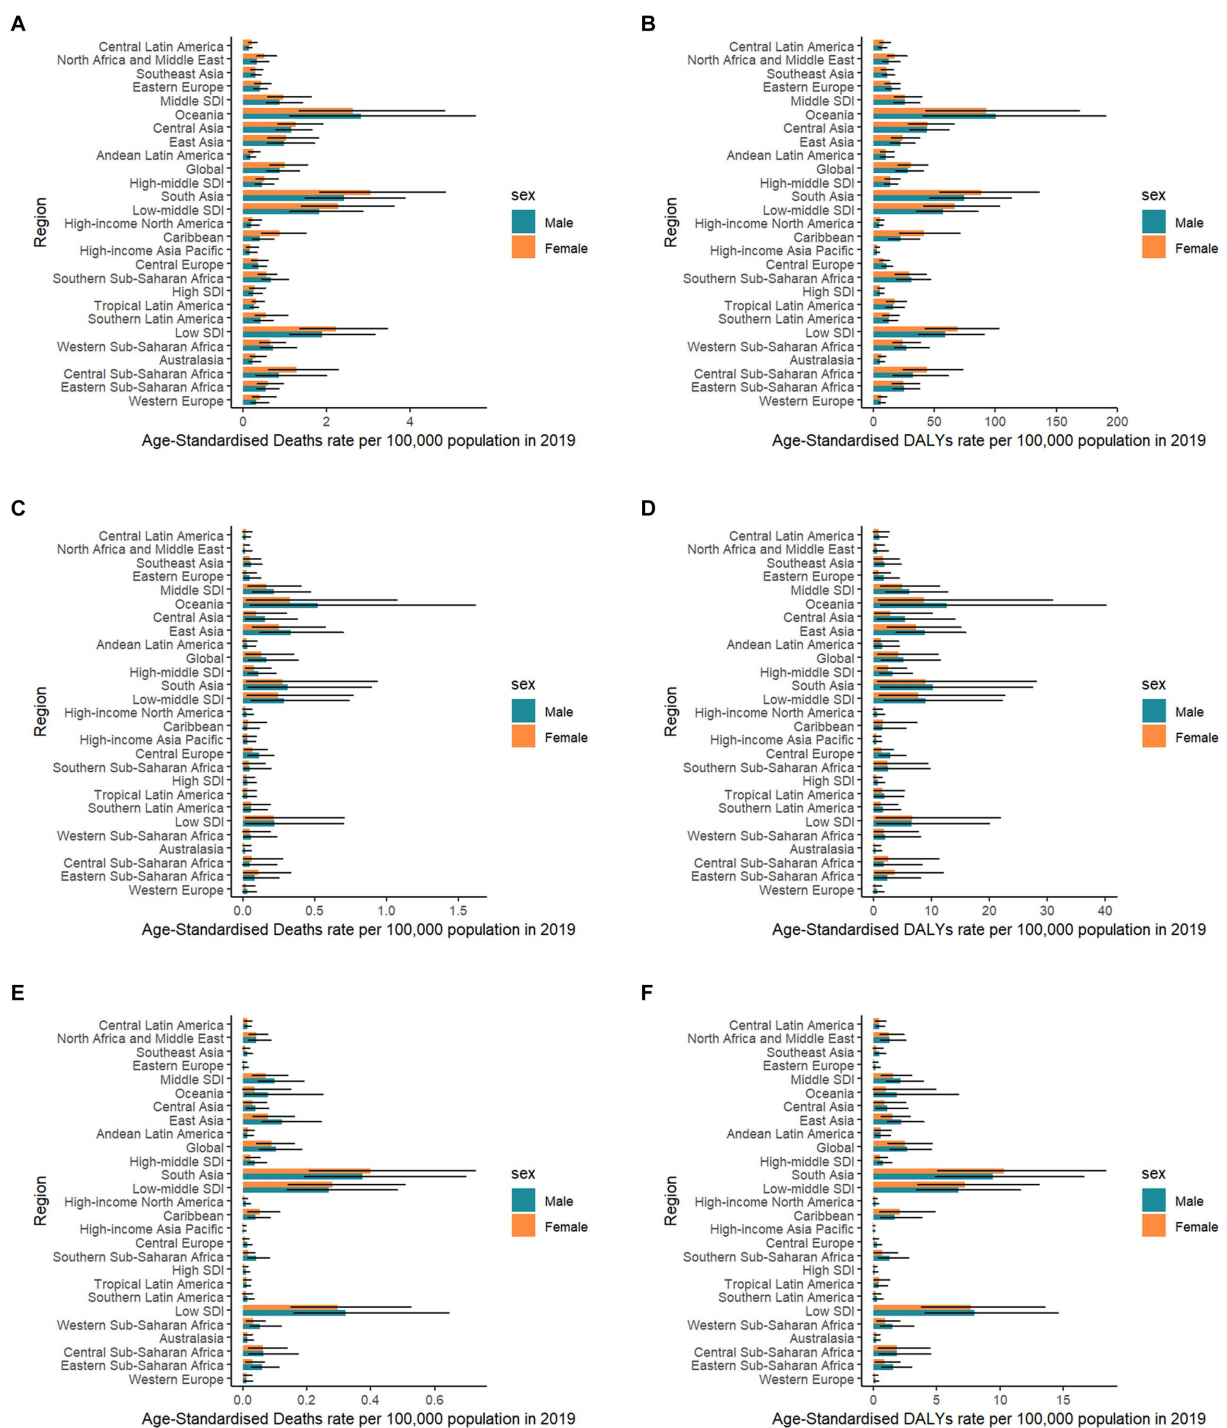 A
Central Latin America
North Africa and Middle East
Southeast Asia
Eastern Europe
Middle SDI
Oceania
Central Asia
East Asia
Andean Latin America
Global
High-middle SDI
South Asia
Low-middle SDI
High-income North America
Caribbean
High-income Asia Pacific
Central Europe
Southern Sub-Saharan Africa
High SDI
Tropical Latin America
Southern Latin America
Low SDI
Western Sub-Saharan Africa
Australasia
Central Sub-Saharan Africa
Eastern Sub-Saharan Africa
Western Europe
Region
0 2 4
Age-Standardised Deaths rate per 100,000 population in 2019
sex
Male
Female
B
Central Latin America
North Africa and Middle East
Southeast Asia
Eastern Europe
Middle SDI
Oceania
Central Asia
East Asia
Andean Latin America
Global
High-middle SDI
South Asia
Low-middle SDI
High-income North America
Caribbean
High-income Asia Pacific
Central Europe
Southern Sub-Saharan Africa
High SDI
Tropical Latin America
Southern Latin America
Low SDI
Western Sub-Saharan Africa
Australasia
Central Sub-Saharan Africa
Eastern Sub-Saharan Africa
Western Europe
Region
0 50 100 150 200
Age-Standardised DALYs rate per 100,000 population in 2019
sex
Male
Female
C
Central Latin America
North Africa and Middle East
Southeast Asia
Eastern Europe
Middle SDI
Oceania
Central Asia
East Asia
Andean Latin America
Global
High-middle SDI
South Asia
Low-middle SDI
High-income North America
Caribbean
High-income Asia Pacific
Central Europe
Southern Sub-Saharan Africa
High SDI
Tropical Latin America
Southern Latin America
Low SDI
Western Sub-Saharan Africa
Australasia
Central Sub-Saharan Africa
Eastern Sub-Saharan Africa
Western Europe
Region
0.0 0.5 1.0 1.5
Age-Standardised Deaths rate per 100,000 population in 2019
sex
Male
Female
D
Central Latin America
North Africa and Middle East
Southeast Asia
Eastern Europe
Middle SDI
Oceania
Central Asia
East Asia
Andean Latin America
Global
High-middle SDI
South Asia
Low-middle SDI
High-income North America
Caribbean
High-income Asia Pacific
Central Europe
Southern Sub-Saharan Africa
High SDI
Tropical Latin America
Southern Latin America
Low SDI
Western Sub-Saharan Africa
Australasia
Central Sub-Saharan Africa
Eastern Sub-Saharan Africa
Western Europe
Region
0 10 20 30 40
Age-Standardised DALYs rate per 100,000 population in 2019
sex
Male
Female
E
Central Latin America
North Africa and Middle East
Southeast Asia
Eastern Europe
Middle SDI
Oceania
Central Asia
East Asia
Andean Latin America
Global
High-middle SDI
South Asia
Low-middle SDI
High-income North America
Caribbean
High-income Asia Pacific
Central Europe
Southern Sub-Saharan Africa
High SDI
Tropical Latin America
Southern Latin America
Low SDI
Western Sub-Saharan Africa
Australasia
Central Sub-Saharan Africa
Eastern Sub-Saharan Africa
Western Europe
Region
0.0 0.2 0.4 0.6
Age-Standardised Deaths rate per 100,000 population in 2019
sex
Male
Female
F
Central Latin America
North Africa and Middle East
Southeast Asia
Eastern Europe
Middle SDI
Oceania
Central Asia
East Asia
Andean Latin America
Global
High-middle SDI
South Asia
Low-middle SDI
High-income North America
Caribbean
High-income Asia Pacific
Central Europe
Southern Sub-Saharan Africa
High SDI
Tropical Latin America
Southern Latin America
Low SDI
Western Sub-Saharan Africa
Australasia
Central Sub-Saharan Africa
Eastern Sub-Saharan Africa
Western Europe
Region
0 5 10 15
Age-Standardised DALYs rate per 100,000 population in 2019
sex
Male
Female